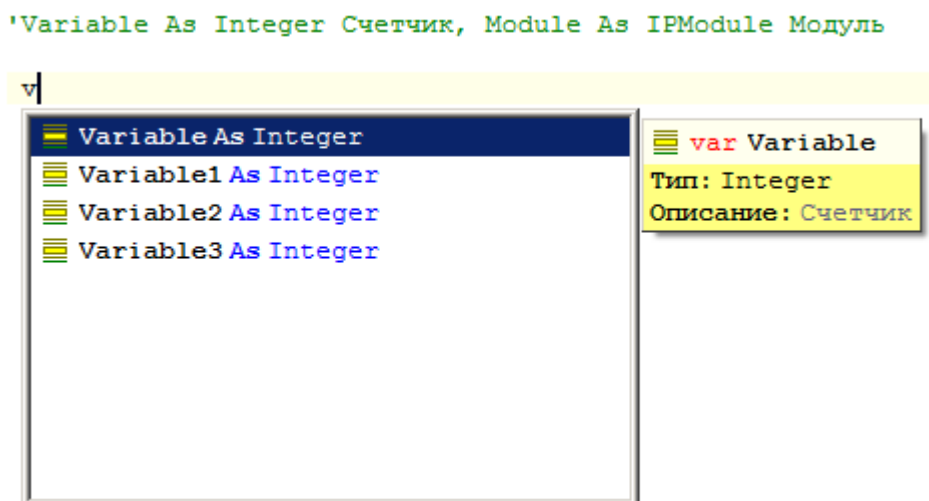 'Variable As Integer Счетчик, Module As IPModule Модуль
v
Variable As Integer
Variable1 As Integer
Variable2 As Integer
Variable3 As Integer
var Variable
Тип: Integer
Описание: Счетчик